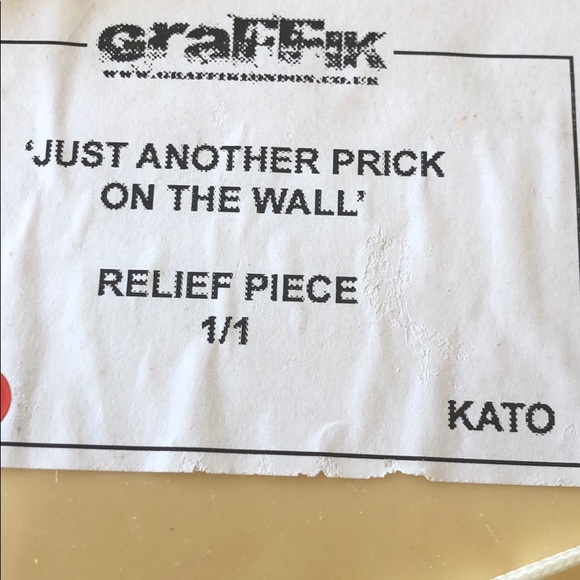 GRAFFIK
WWW.GRAFFIKLONDON.CO.UK
'JUST ANOTHER PRICK
ON THE WALL'
RELIEF PIECE
1/1
KATO